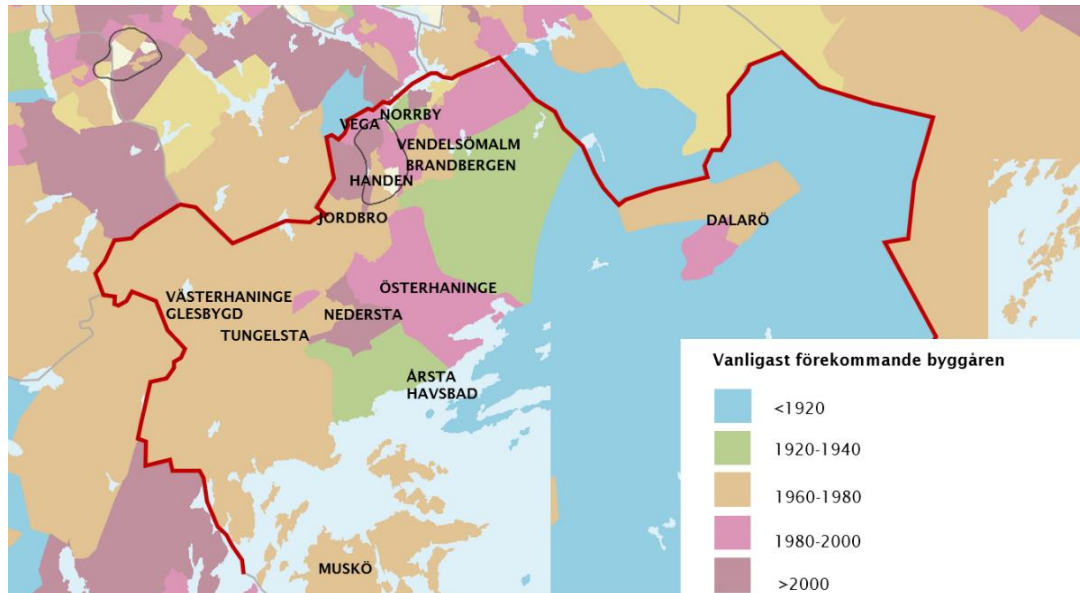 NORRBY
VEGA
VENDELSÖMALM
BRANDBERGEN
HANDEN
JORDBRO
DALARÖ
ÖSTERHANINGE
VÄSTERHANINGE
GLESBYGD
NEDERSTA
TUNGELSTA
ÅRSTA
HAVSBAD
MUSKÖ
Vanligast förekommande byggåren
<1920
1920-1940
1960-1980
1980-2000
>2000